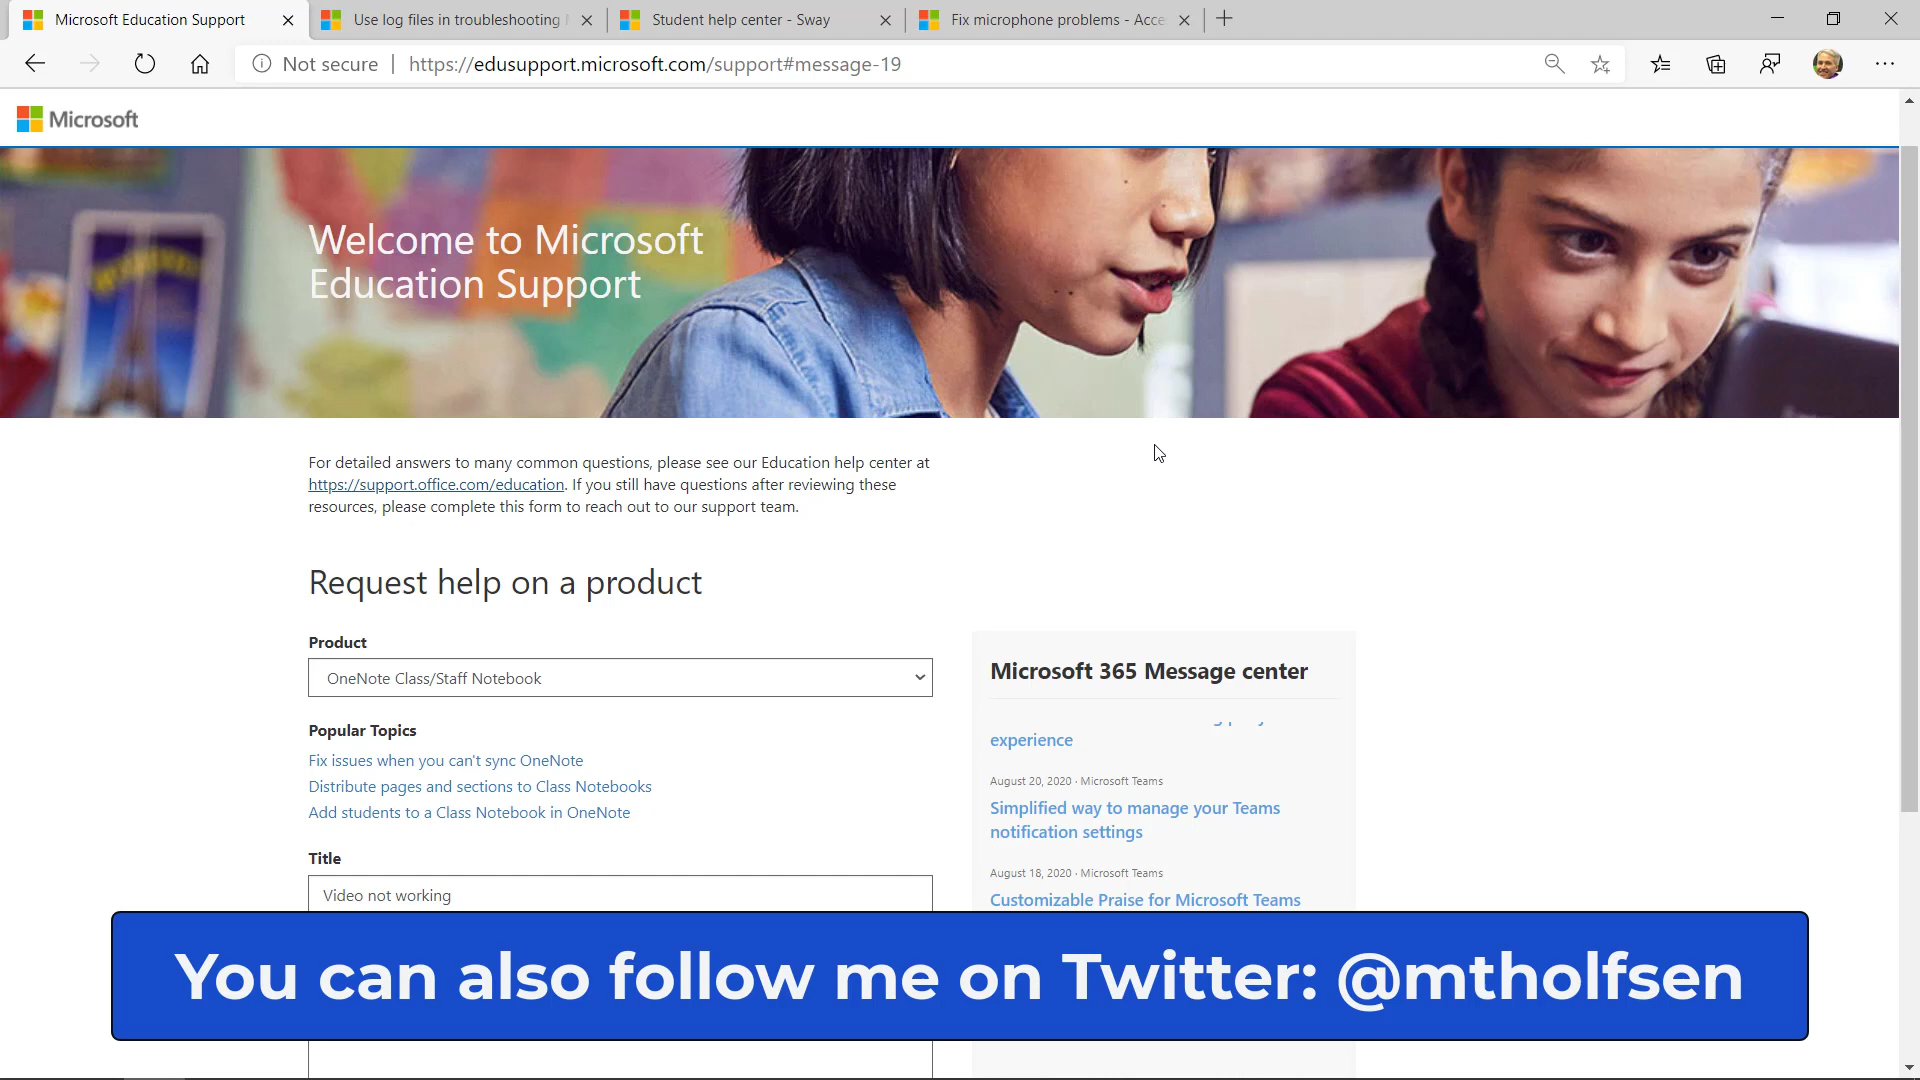 Microsoft Education Support
Use log files in troubleshooting
Student help center - Sway
Fix microphone problems - Acce
Not secure | https://edusupport.microsoft.com/support#message-19
Microsoft
Welcome to Microsoft
Education Support
For detailed answers to many common questions, please see our Education help center at
https://support.office.com/education. If you still have questions after reviewing these
resources, please complete this form to reach out to our support team.
Request help on a product
Product
OneNote Class/Staff Notebook
Popular Topics
Fix issues when you can't sync OneNote
Distribute pages and sections to Class Notebooks
Add students to a Class Notebook in OneNote
Title
Video not working
Microsoft 365 Message center
experience
August 20, 2020 · Microsoft Teams
Simplified way to manage your Teams
notification settings
August 18, 2020 · Microsoft Teams
Customizable Praise for Microsoft Teams
You can also follow me on Twitter: @mtholfsen